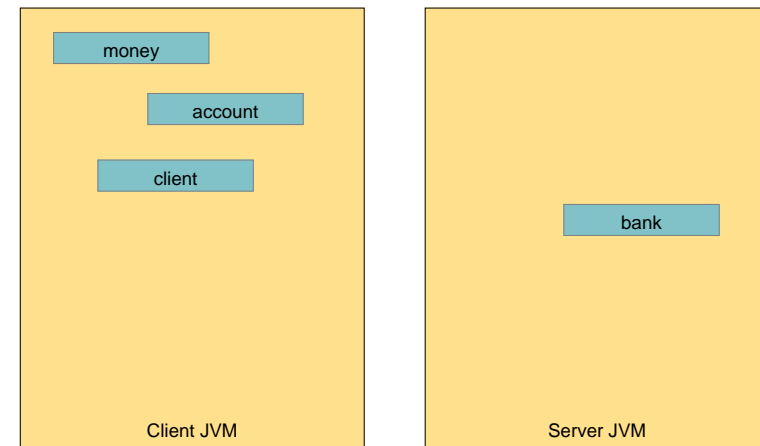 money
account
client
bank
Client JVM
Server JVM